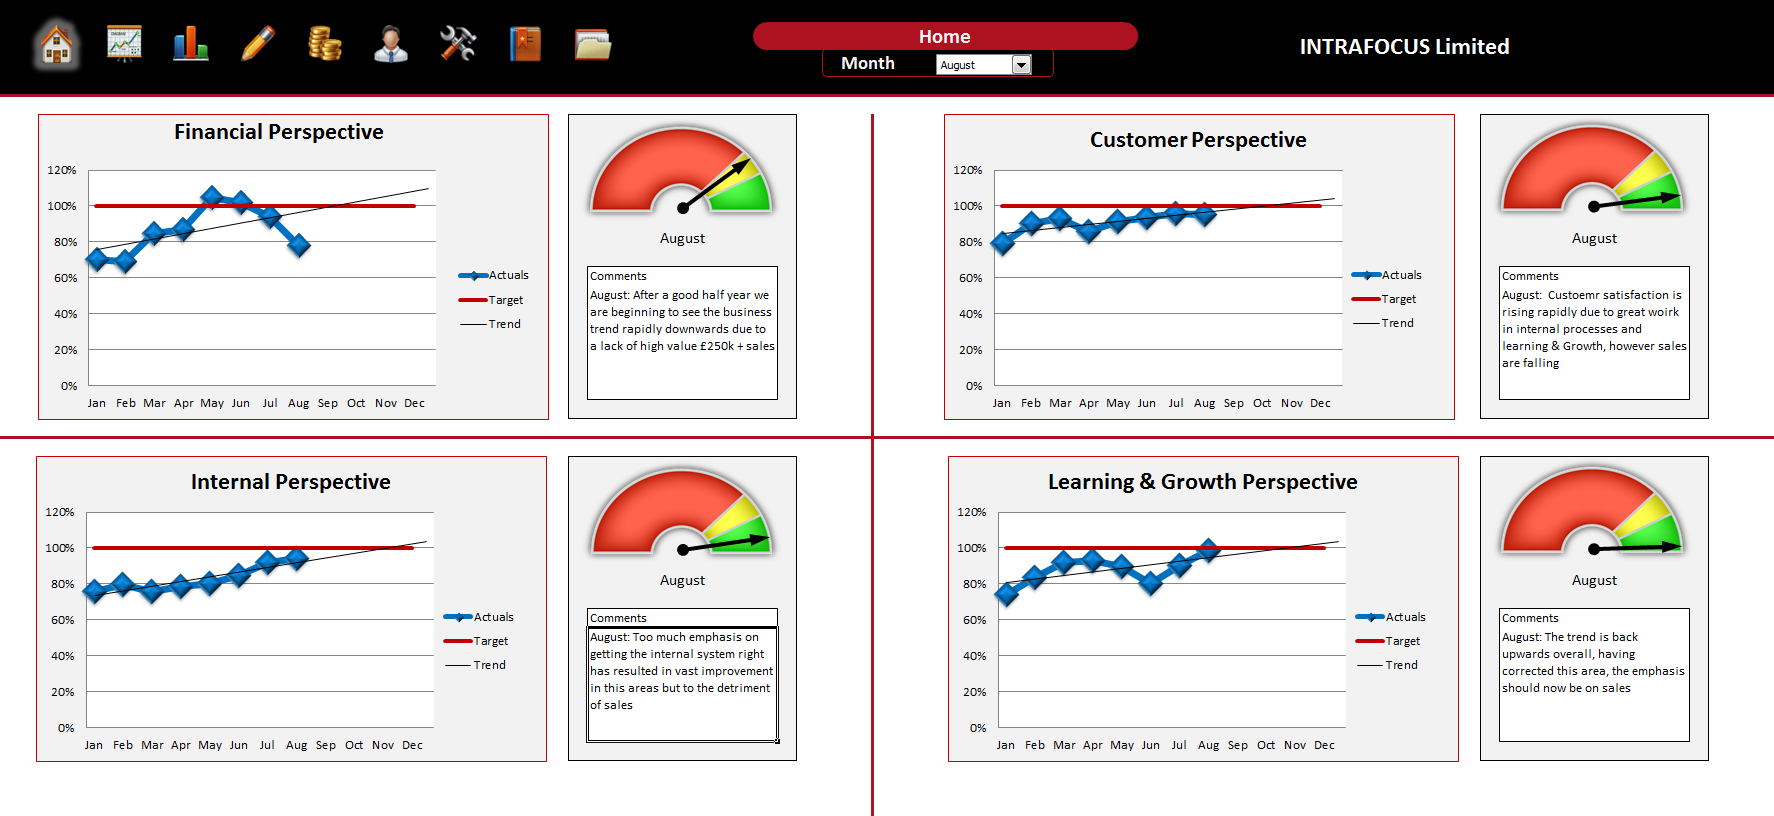 Home
Month
August
INTRAFOCUS Limited
Financial Perspective
120%
100%
80%
60%
40%
20%
0%
Jan Feb Mar Apr May Jun Jul Aug Sep Oct Nov Dec
Actuals
Target
Trend
August
Comments
August: After a good half year we
are beginning to see the business
trend rapidly downwards due to
a lack of high value £250k + sales
Customer Perspective
120%
100%
80%
60%
40%
20%
0%
Jan Feb Mar Apr May Jun Jul Aug Sep Oct Nov Dec
Actuals
Target
Trend
August
Comments
August:  Custoemr satisfaction is
rising rapidly due to great woirk
in internal processes and
learning & Growth, however sales
are falling
Internal Perspective
120%
100%
80%
60%
40%
20%
0%
Jan Feb Mar Apr May Jun Jul Aug Sep Oct Nov Dec
Actuals
Target
Trend
August
Comments
August: Too much emphasis on
getting the internal system right
has resulted in vast improvement
in this areas but to the detriment
of sales
Learning & Growth Perspective
120%
100%
80%
60%
40%
20%
0%
Jan Feb Mar Apr May Jun Jul Aug Sep Oct Nov Dec
Actuals
Target
Trend
August
Comments
August: The trend is back
upwards overall, having
corrected this area, the emphasis
should now be on sales